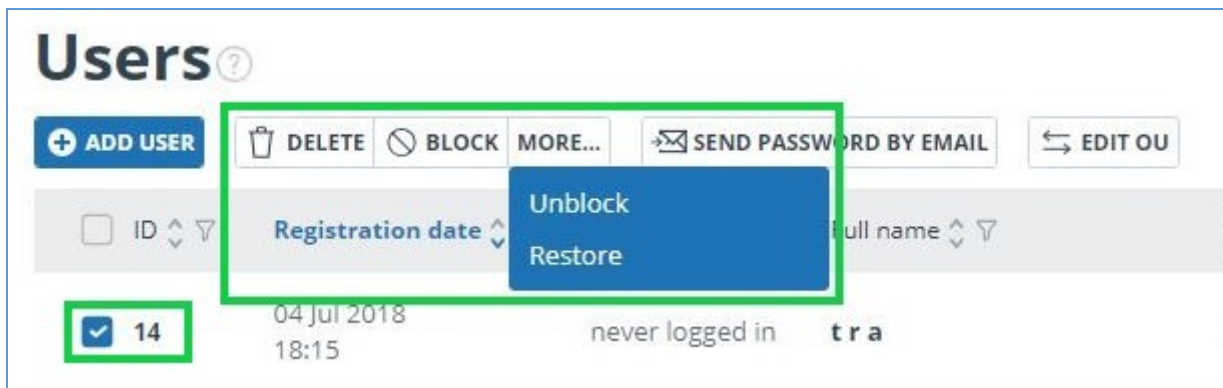 Users ?
ADD USER DELETE BLOCK MORE... SEND PASSWORD BY EMAIL EDIT OU
Unblock
ID Registration date Full name
Restore
04 Jul 2018
14 never logged in t r a
18:15